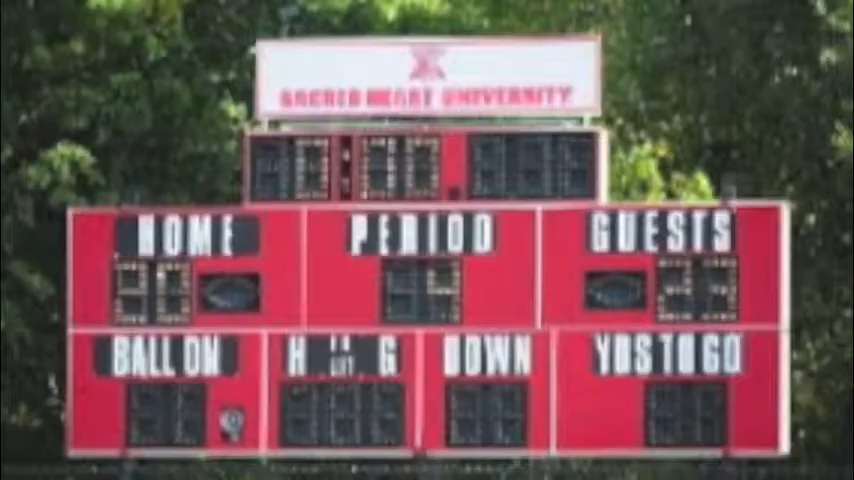 SACRED HEART UNIVERSITY
HOME PERIOD GUESTS
BALL ON DOWN YDS TO GO